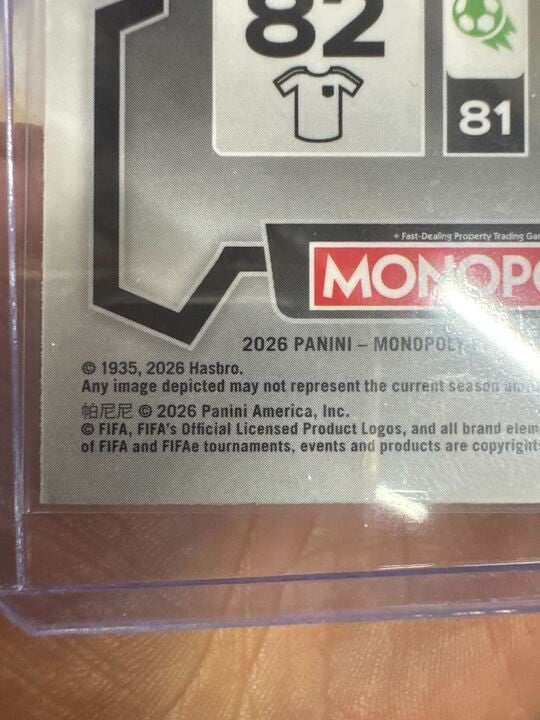 82
81
Fast-Dealing Property Trading
MONOPO
2026 PANINI – MONOPOLY
© 1935, 2026 Hasbro.
Any image depicted may not represent the current season
帕尼尼 © 2026 Panini America, Inc.
© FIFA, FIFA's Official Licensed Product Logos, and all brand elem
of FIFA and FIFAe tournaments, events and products are copyrights